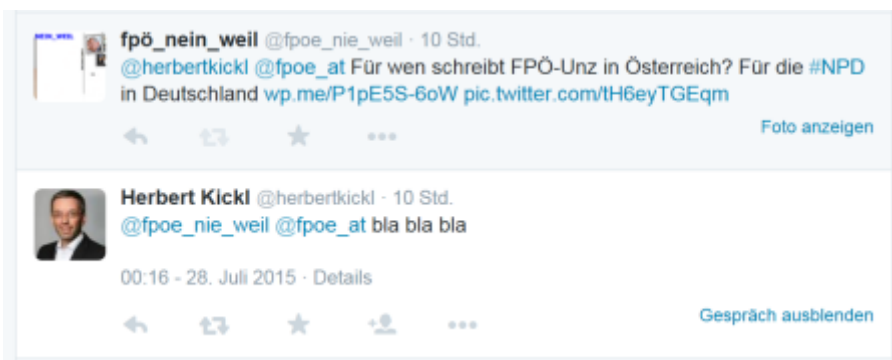 fpö_nein_weil @fpoe_nie_weil · 10 Std.
@herbertkickl @fpoe_at Für wen schreibt FPÖ-Unz in Österreich? Für die #NPD
in Deutschland wp.me/P1pE5S-6oW pic.twitter.com/tH6eyTGEqm
Foto anzeigen
Herbert Kickl @herbertkickl · 10 Std.
@fpoe_nie_weil @fpoe_at bla bla bla
00:16 - 28. Juli 2015 · Details
Gespräch ausblenden